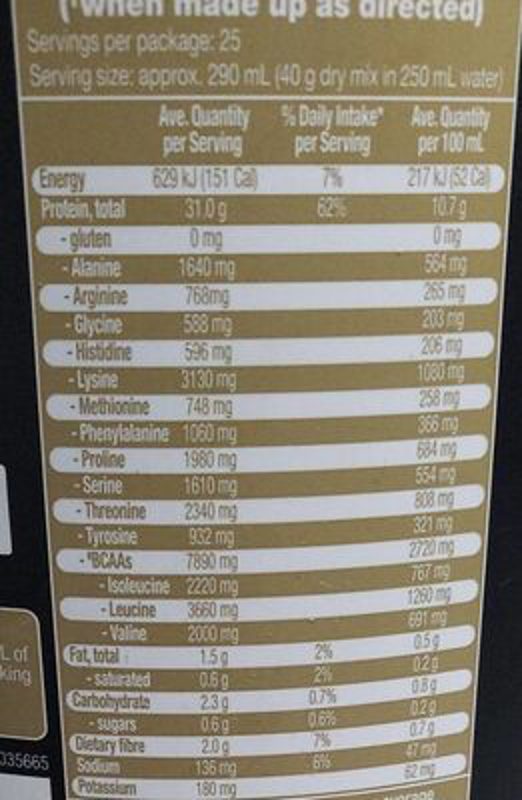 (*when made up as directed)
Servings per package: 25
Serving size: approx. 290 mL (40 g dry mix in 250 mL water)
Ave. Quantity % Daily Intake* Ave. Quantity
per Serving per Serving per 100 mL
Energy 629 kJ (151 Cal) 7% 217 kJ (52 Cal)
Protein, total 31.0 g 62% 10.7 g
- gluten 0 mg 0 mg
- Alanine 1640 mg 564 mg
- Arginine 768mg 265 mg
- Glycine 588 mg 203 mg
- Histidine 596 mg 206 mg
- Lysine 3130 mg 1080 mg
- Methionine 748 mg 258 mg
- Phenylalanine 1060 mg 366 mg
- Proline 1980 mg 684 mg
- Serine 1610 mg 554 mg
- Threonine 2340 mg 808 mg
- Tyrosine 932 mg 321 mg
- #BCAAs 7890 mg 2720 mg
- Isoleucine 2220 mg 767 mg
- Leucine 3660 mg 1260 mg
- Valine 2000 mg 691 mg
Fat, total 1.5 g 2% 0.5 g
- saturated 0.6 g 2% 0.2 g
Carbohydrate 2.3 g 0.7% 0.8 g
- sugars 0.6 g 0.6% 0.2 g
Dietary fibre 2.0 g 7% 0.7 g
Sodium 136 mg 6% 47 mg
Potassium 180 mg 62 mg
average
L of
king
035665